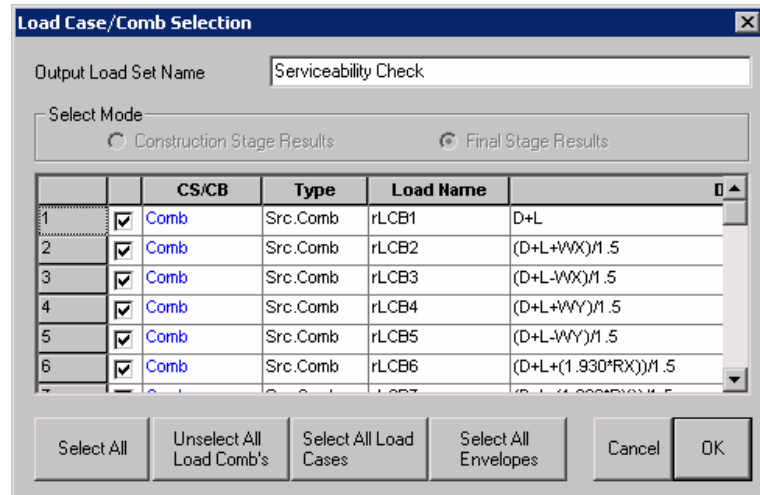 Load Case/Comb Selection
Output Load Set Name Serviceability Check
Select Mode
Construction Stage Results Final Stage Results
CS/CB Type Load Name D
1 Comb Src.Comb rLCB1 D+L
2 Comb Src.Comb rLCB2 (D+L+WX)/1.5
3 Comb Src.Comb rLCB3 (D+L-WX)/1.5
4 Comb Src.Comb rLCB4 (D+L+WY)/1.5
5 Comb Src.Comb rLCB5 (D+L-WY)/1.5
6 Comb Src.Comb rLCB6 (D+L+(1.930*RX))/1.5
Select All Unselect All Load Comb's Select All Load Cases Select All Envelopes Cancel OK